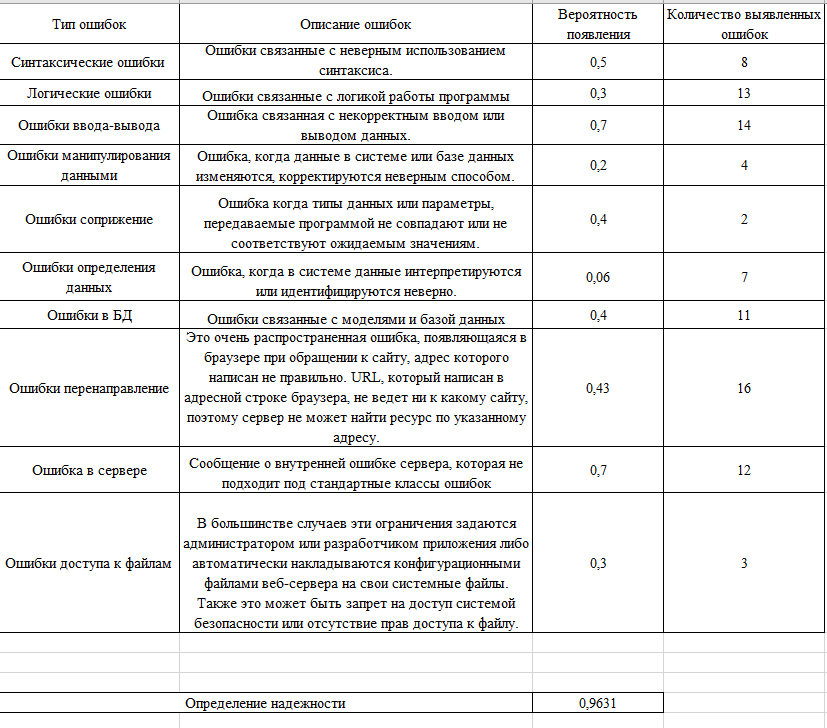 Тип ошибок
Описание ошибок
Вероятность
появления
Количество выявленных
ошибок
Синтаксические ошибки
Ошибки связанные с неверным использованием
синтаксиса.
0,5
8
Логические ошибки
Ошибки связанные с логикой работы программы
0,3
13
Ошибки ввода-вывода
Ошибка связанная с некорректным вводом или
выводом данных.
0,7
14
Ошибки манипулирования
данными
Ошибка, когда данные в системе или базе данных
изменяются, корректируются неверным способом.
0,2
4
Ошибки соприжение
Ошибка когда типы данных или параметры,
передаваемые программой не совпадают или не
соответствуют ожидаемым значениям.
0,4
2
Ошибки определения
данных
Ошибка, когда в системе данные интерпретируются
или идентифицируются неверно.
0,06
7
Ошибки в БД
Ошибки связанные с моделями и базой данных
0,4
11
Ошибки перенаправление
Это очень распространенная ошибка, появляющаяся в
браузере при обращении к сайту, адрес которого
написан не правильно. URL, который написан в
адресной строке браузера, не ведет ни к какому сайту,
поэтому сервер не может найти ресурс по указанному
адресу.
0,43
16
Ошибка в сервере
Сообщение о внутренней ошибке сервера, которая не
подходит под стандартные классы ошибок
0,7
12
Ошибки доступа к файлам
В большинстве случаев эти ограничения задаются
администратором или разработчиком приложения либо
автоматически накладываются конфигурационными
файлами веб-сервера на свои системные файлы.
Также это может быть запрет на доступ системой
безопасности или отсутствие прав доступа к файлу.
0,3
3
Определение надежности
0,9631